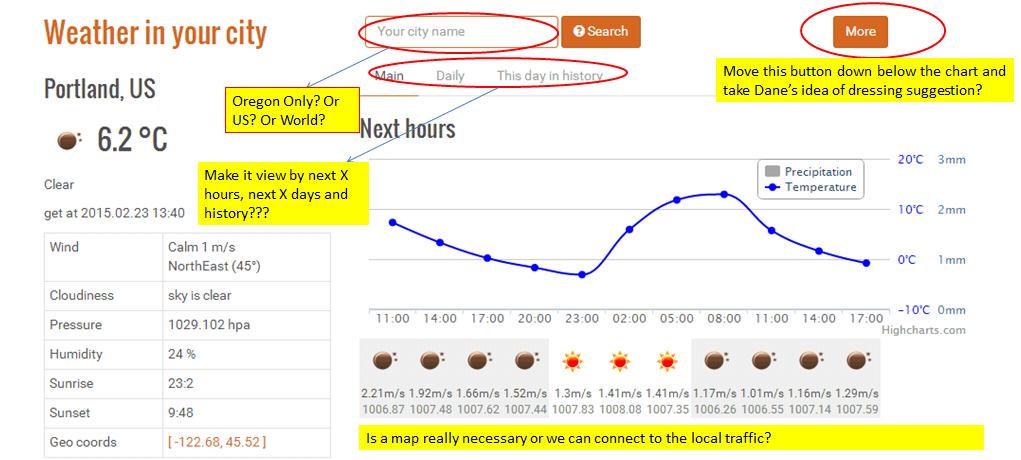 Weather in your city
Your city name
Search
More
Main Daily This day in history
Move this button down below the chart and
take Dane's idea of dressing suggestion?
Portland, US
Oregon Only? Or
US? Or World?
6.2 °C
Next hours
Make it view by next X
hours, next X days and
history???
Clear
get at 2015.02.23 13:40
Wind Calm 1 m/s
NorthEast (45°)
Cloudiness sky is clear
Pressure 1029.102 hpa
Humidity 24 %
Sunrise 23:2
Sunset 9:48
Geo coords [ -122.68, 45.52 ]
Precipitation
Temperature
20°C 3mm
10°C 2mm
0°C 1mm
-10°C 0mm
11:00 14:00 17:00 20:00 23:00 02:00 05:00 08:00 11:00 14:00 17:00
Highcharts.com
2.21m/s 1.92m/s 1.66m/s 1.52m/s 1.3m/s 1.41m/s 1.41m/s 1.17m/s 1.01m/s 1.16m/s 1.29m/s
1006.87 1007.48 1007.62 1007.44 1007.83 1008.08 1007.35 1006.26 1006.55 1007.14 1007.59
Is a map really necessary or we can connect to the local traffic?